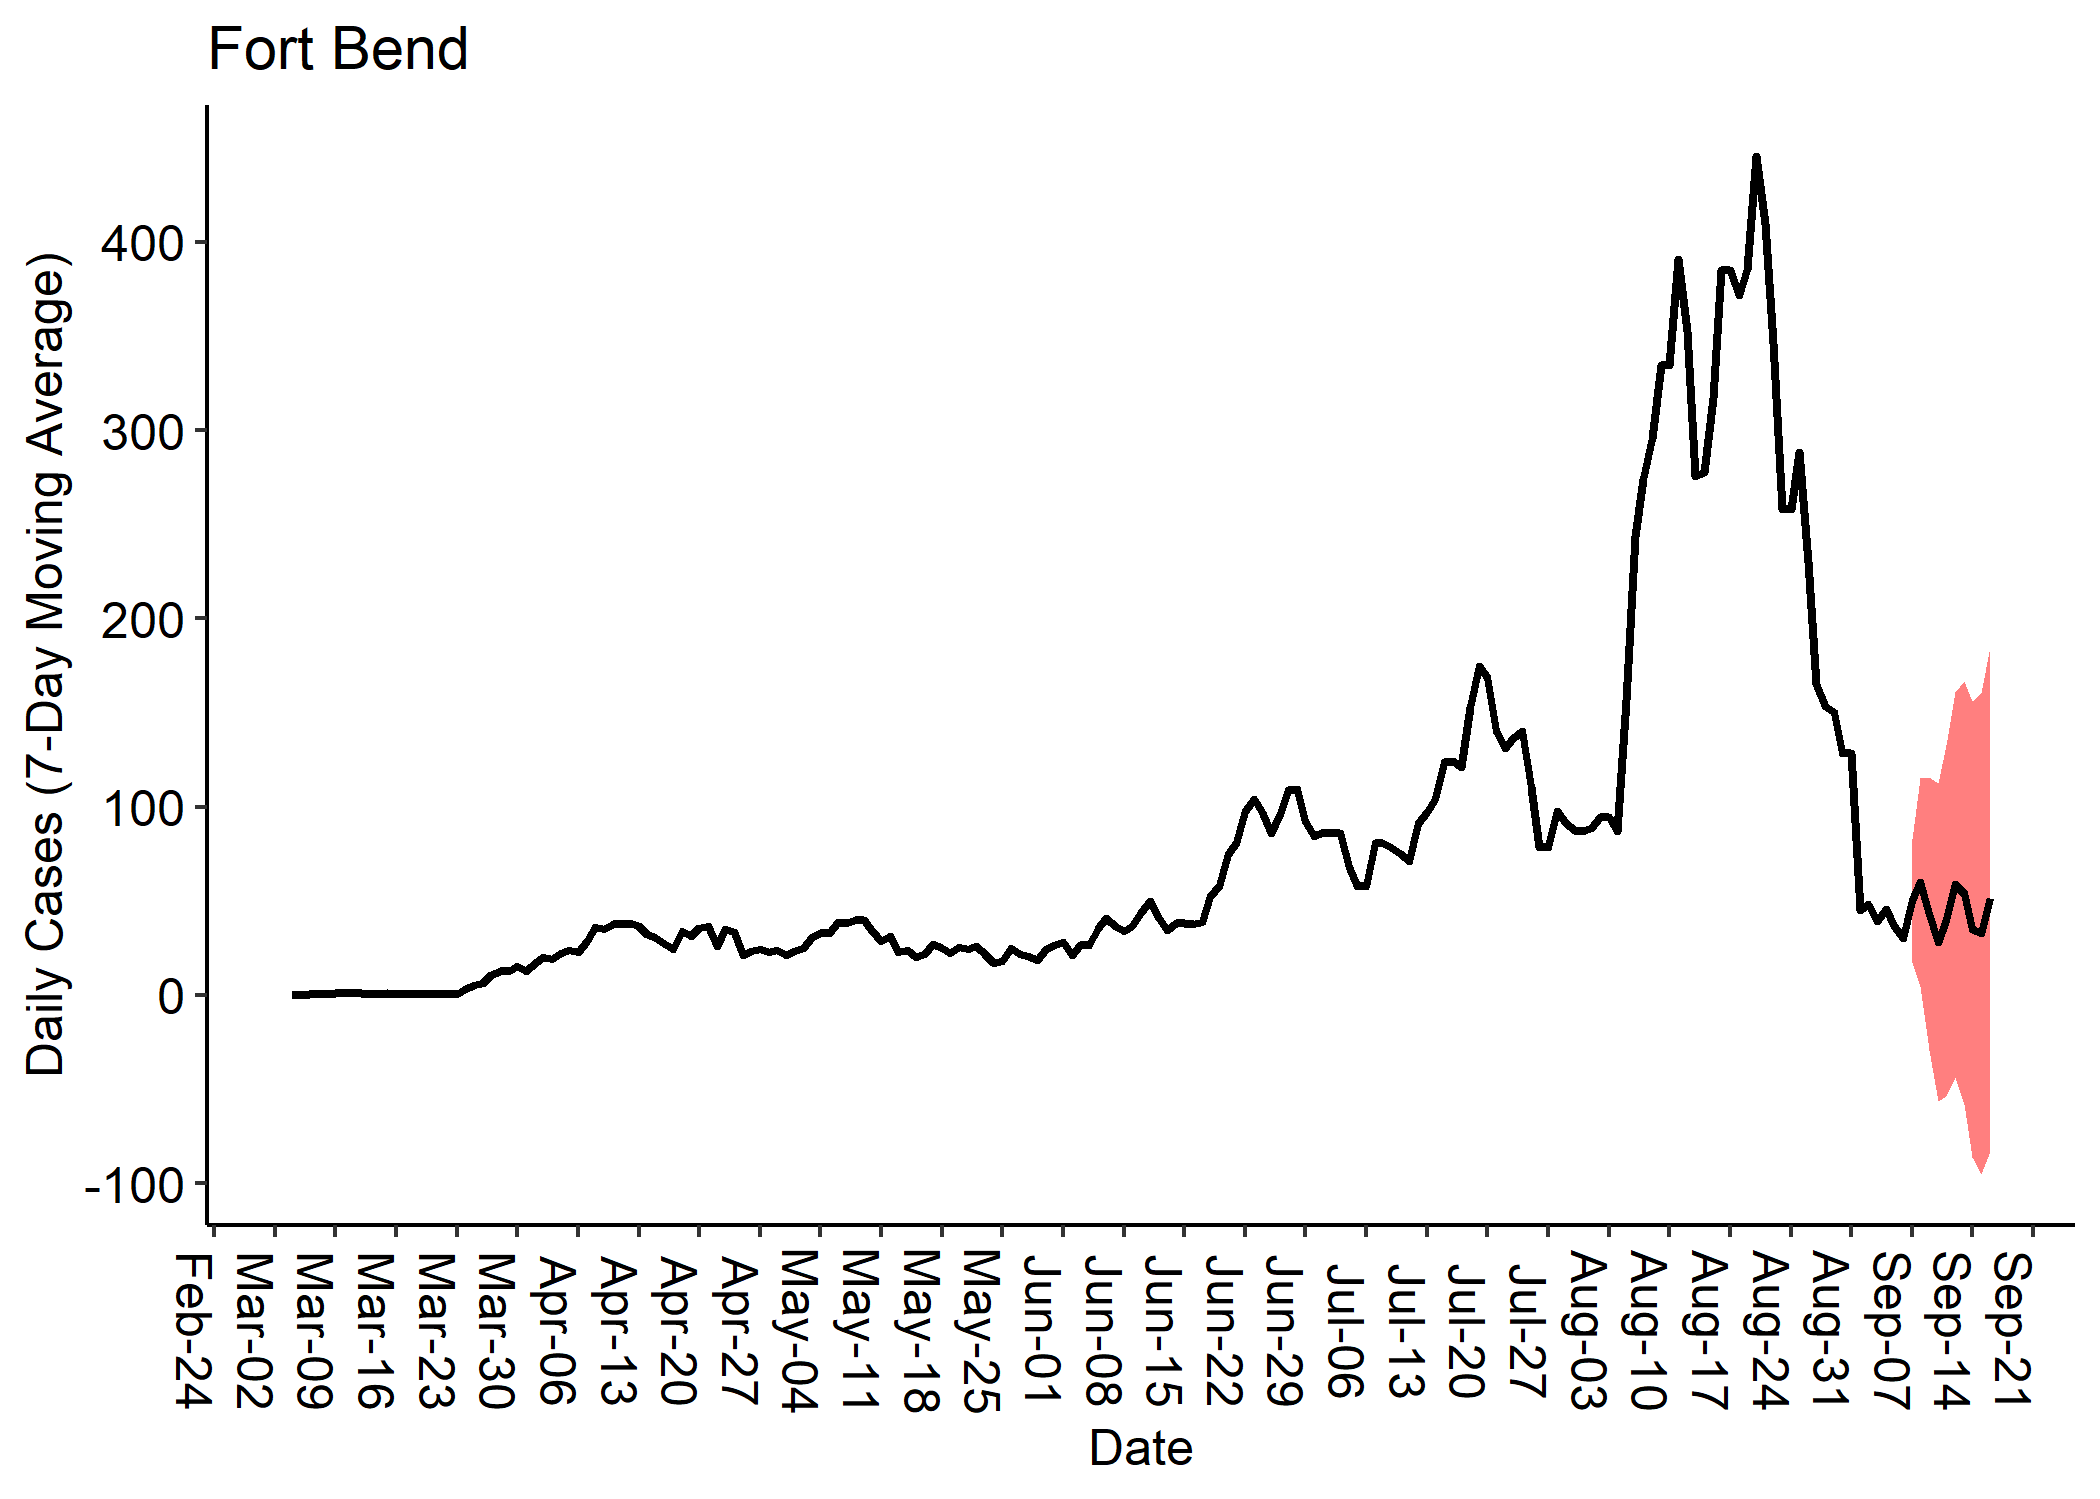 Fort Bend
Daily Cases (7-Day Moving Average)
400
300
200
100
0
-100
Feb-24
Mar-02
Mar-09
Mar-16
Mar-23
Mar-30
Apr-06
Apr-13
Apr-20
Apr-27
May-04
May-11
May-18
May-25
Jun-01
Jun-08
Jun-15
Jun-22
Jun-29
Jul-06
Jul-13
Jul-20
Jul-27
Aug-03
Aug-10
Aug-17
Aug-24
Aug-31
Sep-07
Sep-14
Sep-21
Date